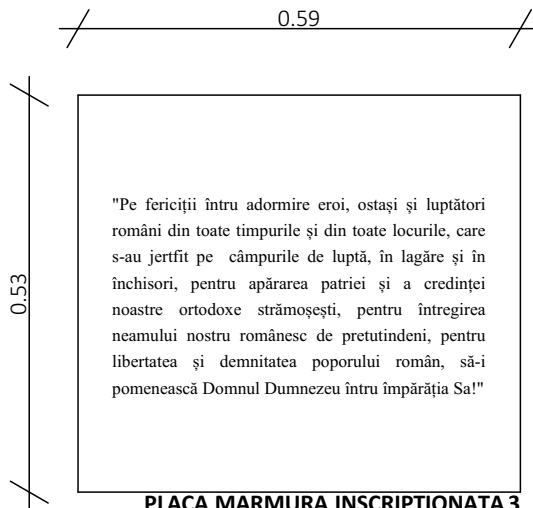 0.59
0.53
"Pe fericiții întru adormire eroi, ostași și luptători
români din toate timpurile și din toate locurile, care
s-au jertfit pe câmpurile de luptă, în lagăre și în
închisori, pentru apărarea patriei și a credinței
noastre ortodoxe strămoșești, pentru întregirea
neamului nostru românesc de pretutindeni, pentru
libertatea și demnitatea poporului român, să-i
pomenească Domnul Dumnezeu întru împărăția Sa!"
PLACA MARMURA INSCRIPTIONATA 3